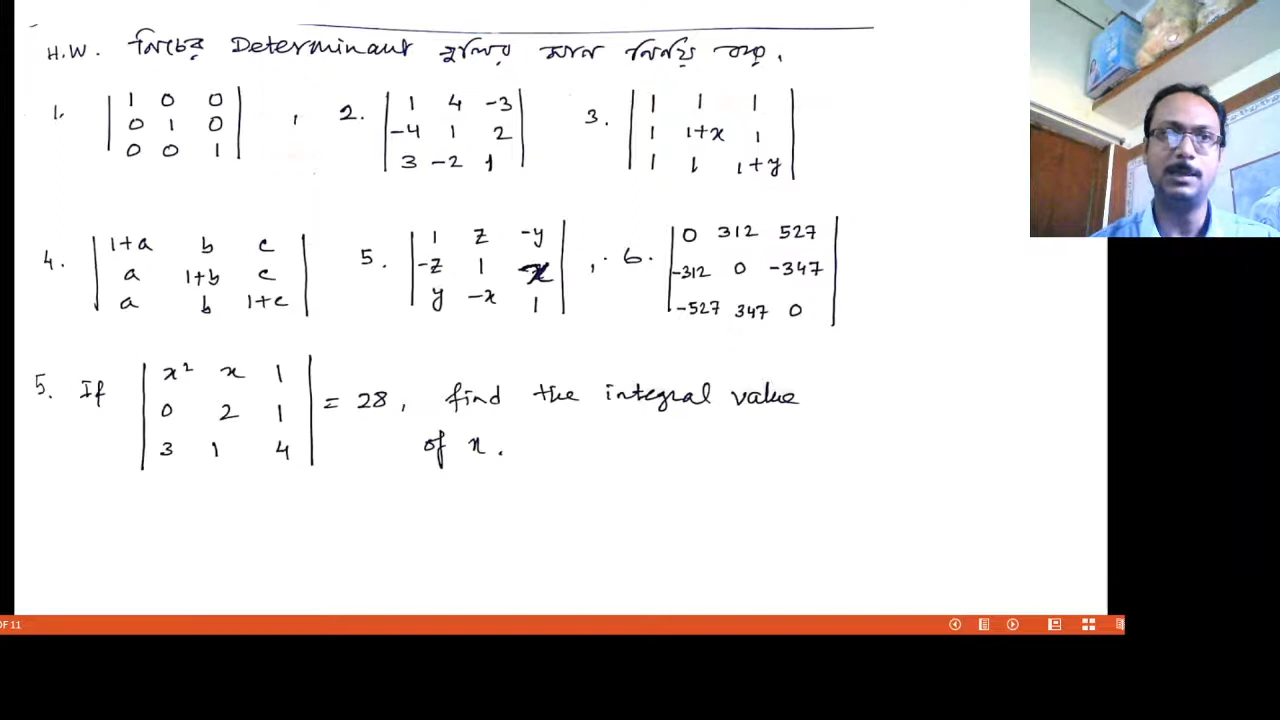 H.W. নিচের Determinant গুলির মান নির্ণয় কর.
1. | 1 0 0 | , 2. | 1 4 -3 | 3. | 1 1 1 |
| 0 1 0 | | -4 1 2 | | 1 1+x 1 |
| 0 0 1 | | 3 -2 1 | | 1 1 1+y |
4. | 1+a b c | 5. | 1 z -y | , 6. | 0 312 527 |
| a 1+b c | | -z 1 x | | -312 0 -347 |
| a b 1+c | | y -x 1 | | -527 347 0 |
5. If | x² x 1 |
| 0 2 1 | = 28, find the integral value
| 3 1 4 | of x.
OF 11